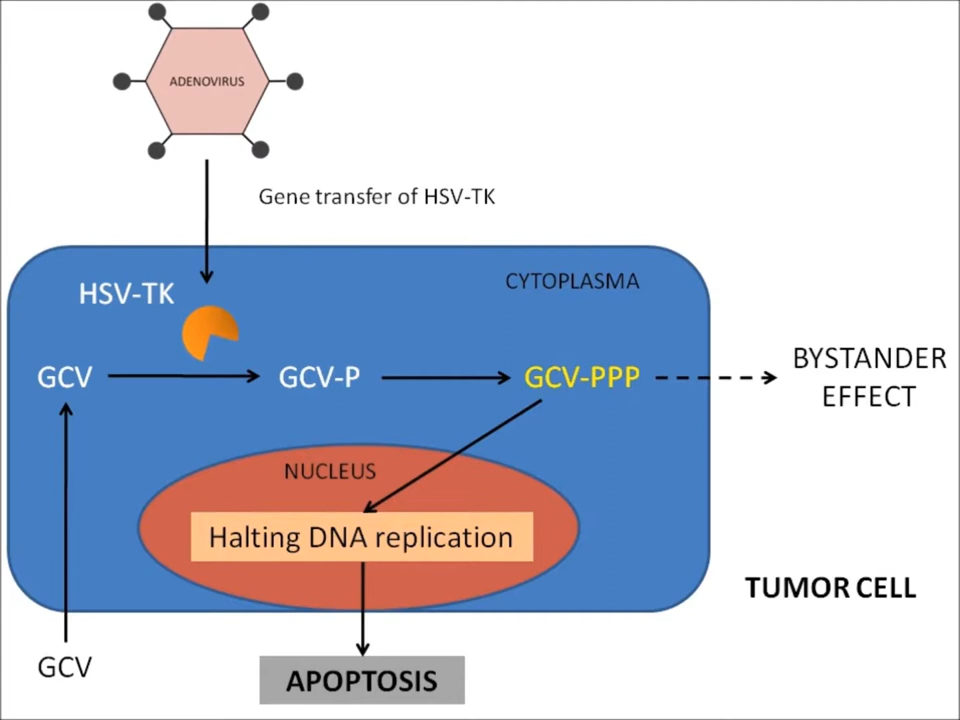 ADENOVIRUS
Gene transfer of HSV-TK
CYTOPLASMA
HSV-TK
GCV
GCV-P
GCV-PPP
BYSTANDER
EFFECT
NUCLEUS
Halting DNA replication
TUMOR CELL
GCV
APOPTOSIS